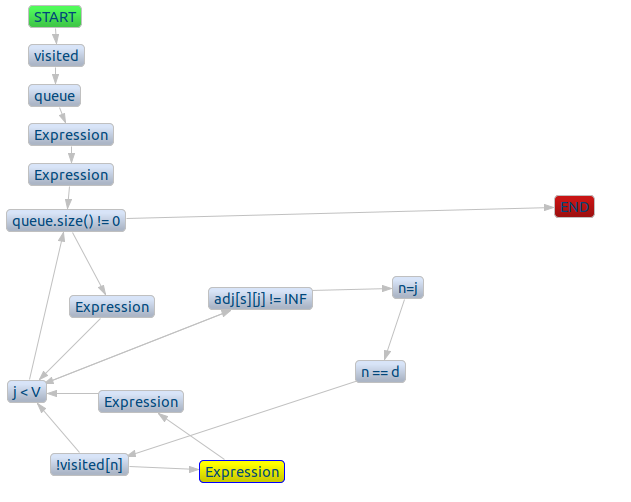 START
visited
queue
Expression
Expression
queue.size() != 0
END
Expression
adj[s][j] != INF
n=j
n == d
j < V
Expression
!visited[n]
Expression